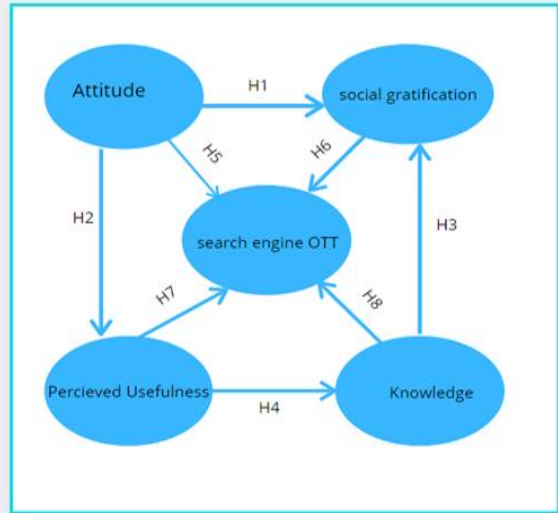 Attitude
H1
social gratification
H5
H6
H2
search engine OTT
H3
H7
H8
Percieved Usefulness
H4
Knowledge